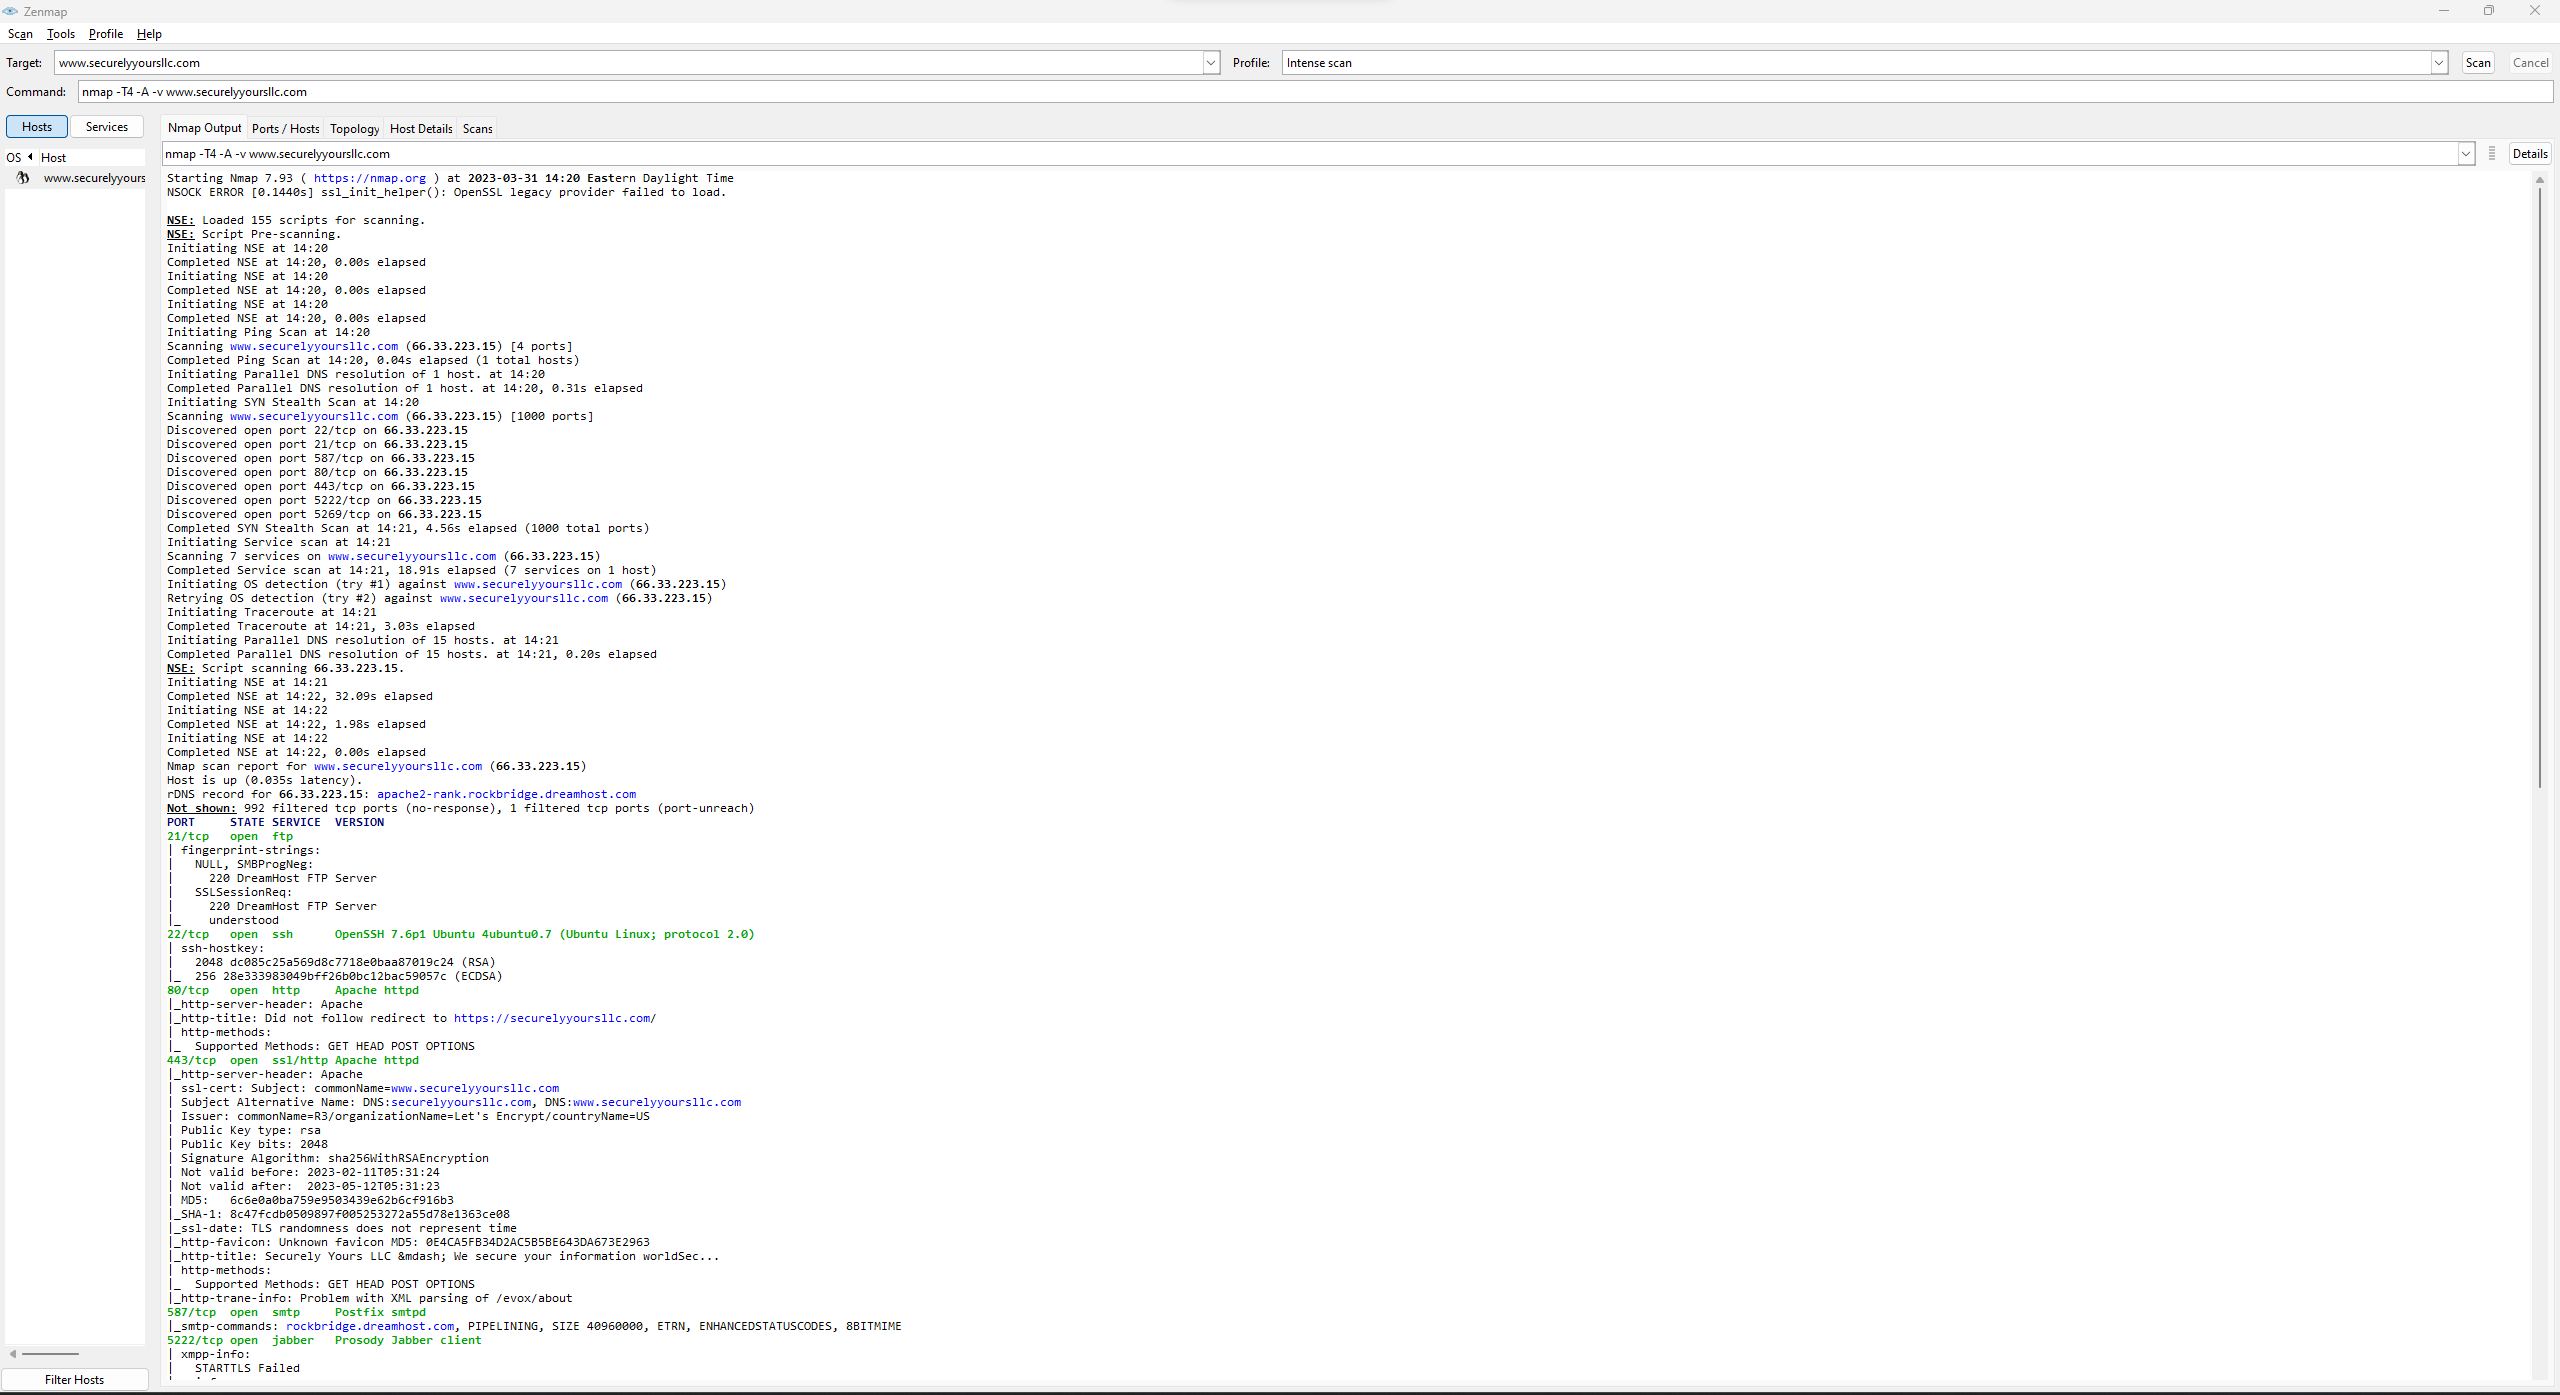 Zenmap
Scan Tools Profile Help
Target: www.securelyyoursllc.com Profile: Intense scan Scan Cancel
Command: nmap -T4 -A -v www.securelyyoursllc.com
Hosts Services
OS Host
www.securelyyours
Nmap Output Ports / Hosts Topology Host Details Scans
nmap -T4 -A -v www.securelyyoursllc.com Details
Starting Nmap 7.93 ( https://nmap.org ) at 2023-03-31 14:20 Eastern Daylight Time
NSOCK ERROR [0.1440s] ssl_init_helper(): OpenSSL legacy provider failed to load.
NSE: Loaded 155 scripts for scanning.
NSE: Script Pre-scanning.
Initiating NSE at 14:20
Completed NSE at 14:20, 0.00s elapsed
Initiating NSE at 14:20
Completed NSE at 14:20, 0.00s elapsed
Initiating NSE at 14:20
Completed NSE at 14:20, 0.00s elapsed
Initiating Ping Scan at 14:20
Scanning www.securelyyoursllc.com (66.33.223.15) [4 ports]
Completed Ping Scan at 14:20, 0.04s elapsed (1 total hosts)
Initiating Parallel DNS resolution of 1 host. at 14:20
Completed Parallel DNS resolution of 1 host. at 14:20, 0.31s elapsed
Initiating SYN Stealth Scan at 14:20
Scanning www.securelyyoursllc.com (66.33.223.15) [1000 ports]
Discovered open port 22/tcp on 66.33.223.15
Discovered open port 21/tcp on 66.33.223.15
Discovered open port 587/tcp on 66.33.223.15
Discovered open port 80/tcp on 66.33.223.15
Discovered open port 443/tcp on 66.33.223.15
Discovered open port 5222/tcp on 66.33.223.15
Discovered open port 5269/tcp on 66.33.223.15
Completed SYN Stealth Scan at 14:21, 4.56s elapsed (1000 total ports)
Initiating Service scan at 14:21
Scanning 7 services on www.securelyyoursllc.com (66.33.223.15)
Completed Service scan at 14:21, 18.91s elapsed (7 services on 1 host)
Initiating OS detection (try #1) against www.securelyyoursllc.com (66.33.223.15)
Retrying OS detection (try #2) against www.securelyyoursllc.com (66.33.223.15)
Initiating Traceroute at 14:21
Completed Traceroute at 14:21, 3.03s elapsed
Initiating Parallel DNS resolution of 15 hosts. at 14:21
Completed Parallel DNS resolution of 15 hosts. at 14:21, 0.20s elapsed
NSE: Script scanning 66.33.223.15.
Initiating NSE at 14:21
Completed NSE at 14:22, 32.09s elapsed
Initiating NSE at 14:22
Completed NSE at 14:22, 1.98s elapsed
Initiating NSE at 14:22
Completed NSE at 14:22, 0.00s elapsed
Nmap scan report for www.securelyyoursllc.com (66.33.223.15)
Host is up (0.035s latency).
rDNS record for 66.33.223.15: apache2-rank.rockbridge.dreamhost.com
Not shown: 992 filtered tcp ports (no-response), 1 filtered tcp ports (port-unreach)
PORT STATE SERVICE VERSION
21/tcp open ftp
| fingerprint-strings:
| NULL, SMBProgNeg:
| 220 DreamHost FTP Server
| SSLSessionReq:
| 220 DreamHost FTP Server
|_ understood
22/tcp open ssh OpenSSH 7.6p1 Ubuntu 4ubuntu0.7 (Ubuntu Linux; protocol 2.0)
| ssh-hostkey:
| 2048 dc085c25a569d8c7718e0baa87019c24 (RSA)
|_ 256 28e333983049bff26b0bc12bac59057c (ECDSA)
80/tcp open http Apache httpd
|_http-server-header: Apache
|_http-title: Did not follow redirect to https://securelyyoursllc.com/
| http-methods:
|_ Supported Methods: GET HEAD POST OPTIONS
443/tcp open ssl/http Apache httpd
|_http-server-header: Apache
| ssl-cert: Subject: commonName=www.securelyyoursllc.com
| Subject Alternative Name: DNS:securelyyoursllc.com, DNS:www.securelyyoursllc.com
| Issuer: commonName=R3/organizationName=Let's Encrypt/countryName=US
| Public Key type: rsa
| Public Key bits: 2048
| Signature Algorithm: sha256WithRSAEncryption
| Not valid before: 2023-02-11T05:31:24
| Not valid after: 2023-05-12T05:31:23
| MD5: 6c6e0a0ba759e9503439e62b6cf916b3
|_SHA-1: 8c47fcdb0509897f005253272a55d78e1363ce08
|_ssl-date: TLS randomness does not represent time
|_http-favicon: Unknown favicon MD5: 0E4CA5FB34D2AC5B5BE643DA673E2963
|_http-title: Securely Yours LLC &mdash; We secure your information worldSec...
| http-methods:
|_ Supported Methods: GET HEAD POST OPTIONS
|_http-trane-info: Problem with XML parsing of /evox/about
587/tcp open smtp Postfix smtpd
|_smtp-commands: rockbridge.dreamhost.com, PIPELINING, SIZE 40960000, ETRN, ENHANCEDSTATUSCODES, 8BITMIME
5222/tcp open jabber Prosody Jabber client
| xmpp-info:
| STARTTLS Failed
Filter Hosts